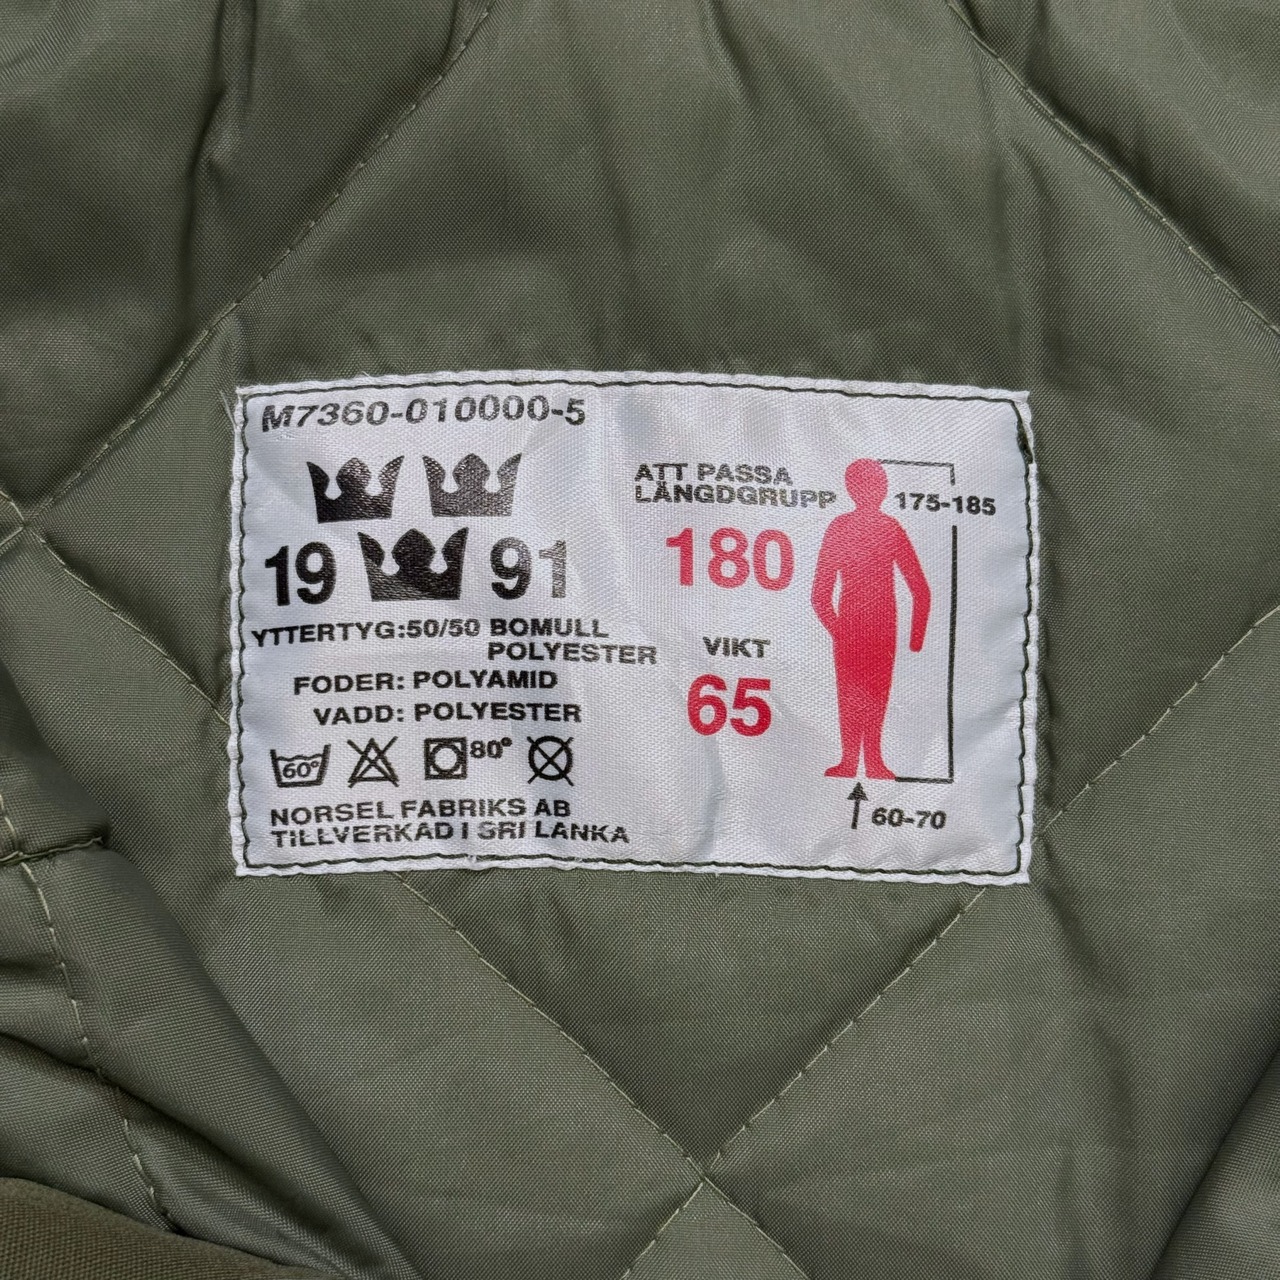 M7360-010000-5
19 91
YTTERTYG:50/50 BOMULL
POLYESTER
FODER: POLYAMID
VADD: POLYESTER
60° 80°
NORSEL FABRIKS AB
TILLVERKAD I SRI LANKA
ATT PASSA
LÄNGDGRUPP
180
VIKT
65
175-185
60-70